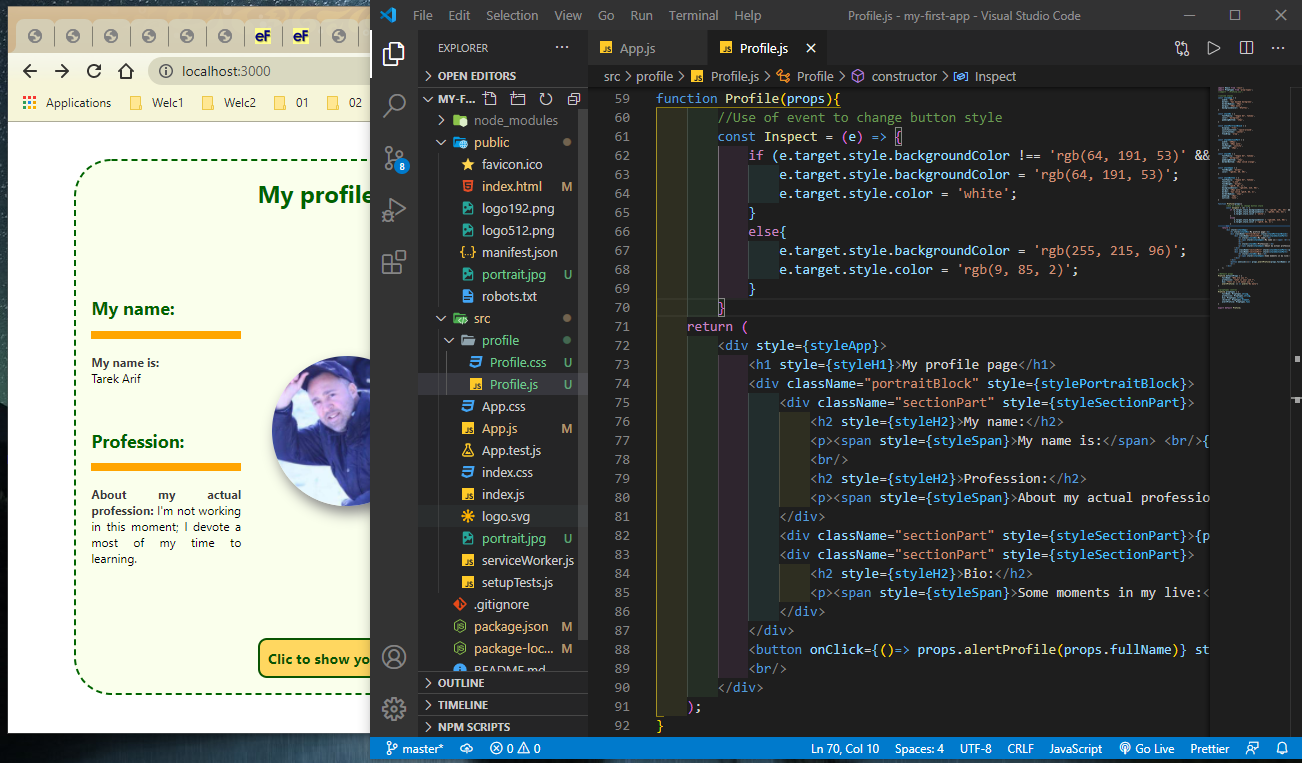 File Edit Selection View Go Run Terminal Help
Profile.js - my-first-app - Visual Studio Code
eF eF
localhost:3000
Applications Welc1 Welc2 01 02
My profile
My name:
My name is:
Tarek Arif
Profession:
About my actual
profession: I'm not working
in this moment; I devote a
most of my time to
learning.
Clic to show yo
EXPLORER
OPEN EDITORS
MY-F...
node_modules
public
favicon.ico
index.html M
logo192.png
logo512.png
manifest.json
portrait.jpg U
robots.txt
src
profile
Profile.css U
Profile.js U
App.css
App.js M
App.test.js
index.css
index.js
logo.svg
portrait.jpg U
serviceWorker.js
setupTests.js
.gitignore
package.json M
package-loc... M
README.md
OUTLINE
TIMELINE
NPM SCRIPTS
8
JS App.js
JS Profile.js
src > profile > JS Profile.js > Profile > constructor > Inspect
59 function Profile(props){
60 //Use of event to change button style
61 const Inspect = (e) => {
62 if (e.target.style.backgroundColor !== 'rgb(64, 191, 53)' &&
63 e.target.style.backgroundColor = 'rgb(64, 191, 53)';
64 e.target.style.color = 'white';
65 }
66 else{
67 e.target.style.backgroundColor = 'rgb(255, 215, 96)';
68 e.target.style.color = 'rgb(9, 85, 2)';
69 }
70 }
71 return (
72 <div style={styleApp}>
73 <h1 style={styleH1}>My profile page</h1>
74 <div className="portraitBlock" style={stylePortraitBlock}>
75 <div className="sectionPart" style={styleSectionPart}>
76 <h2 style={styleH2}>My name:</h2>
77 <p><span style={styleSpan}>My name is:</span> <br/>{
78 <br/>
79 <h2 style={styleH2}>Profession:</h2>
80 <p><span style={styleSpan}>About my actual professio
81 </div>
82 <div className="sectionPart" style={styleSectionPart}>{p
83 <div className="sectionPart" style={styleSectionPart}>
84 <h2 style={styleH2}>Bio:</h2>
85 <p><span style={styleSpan}>Some moments in my live:<
86 </div>
87 </div>
88 <button onClick={()=> props.alertProfile(props.fullName)} st
89 <br/>
90 </div>
91 );
92 }
master* 0 0 Ln 70, Col 10 Spaces: 4 UTF-8 CRLF JavaScript Go Live Prettier